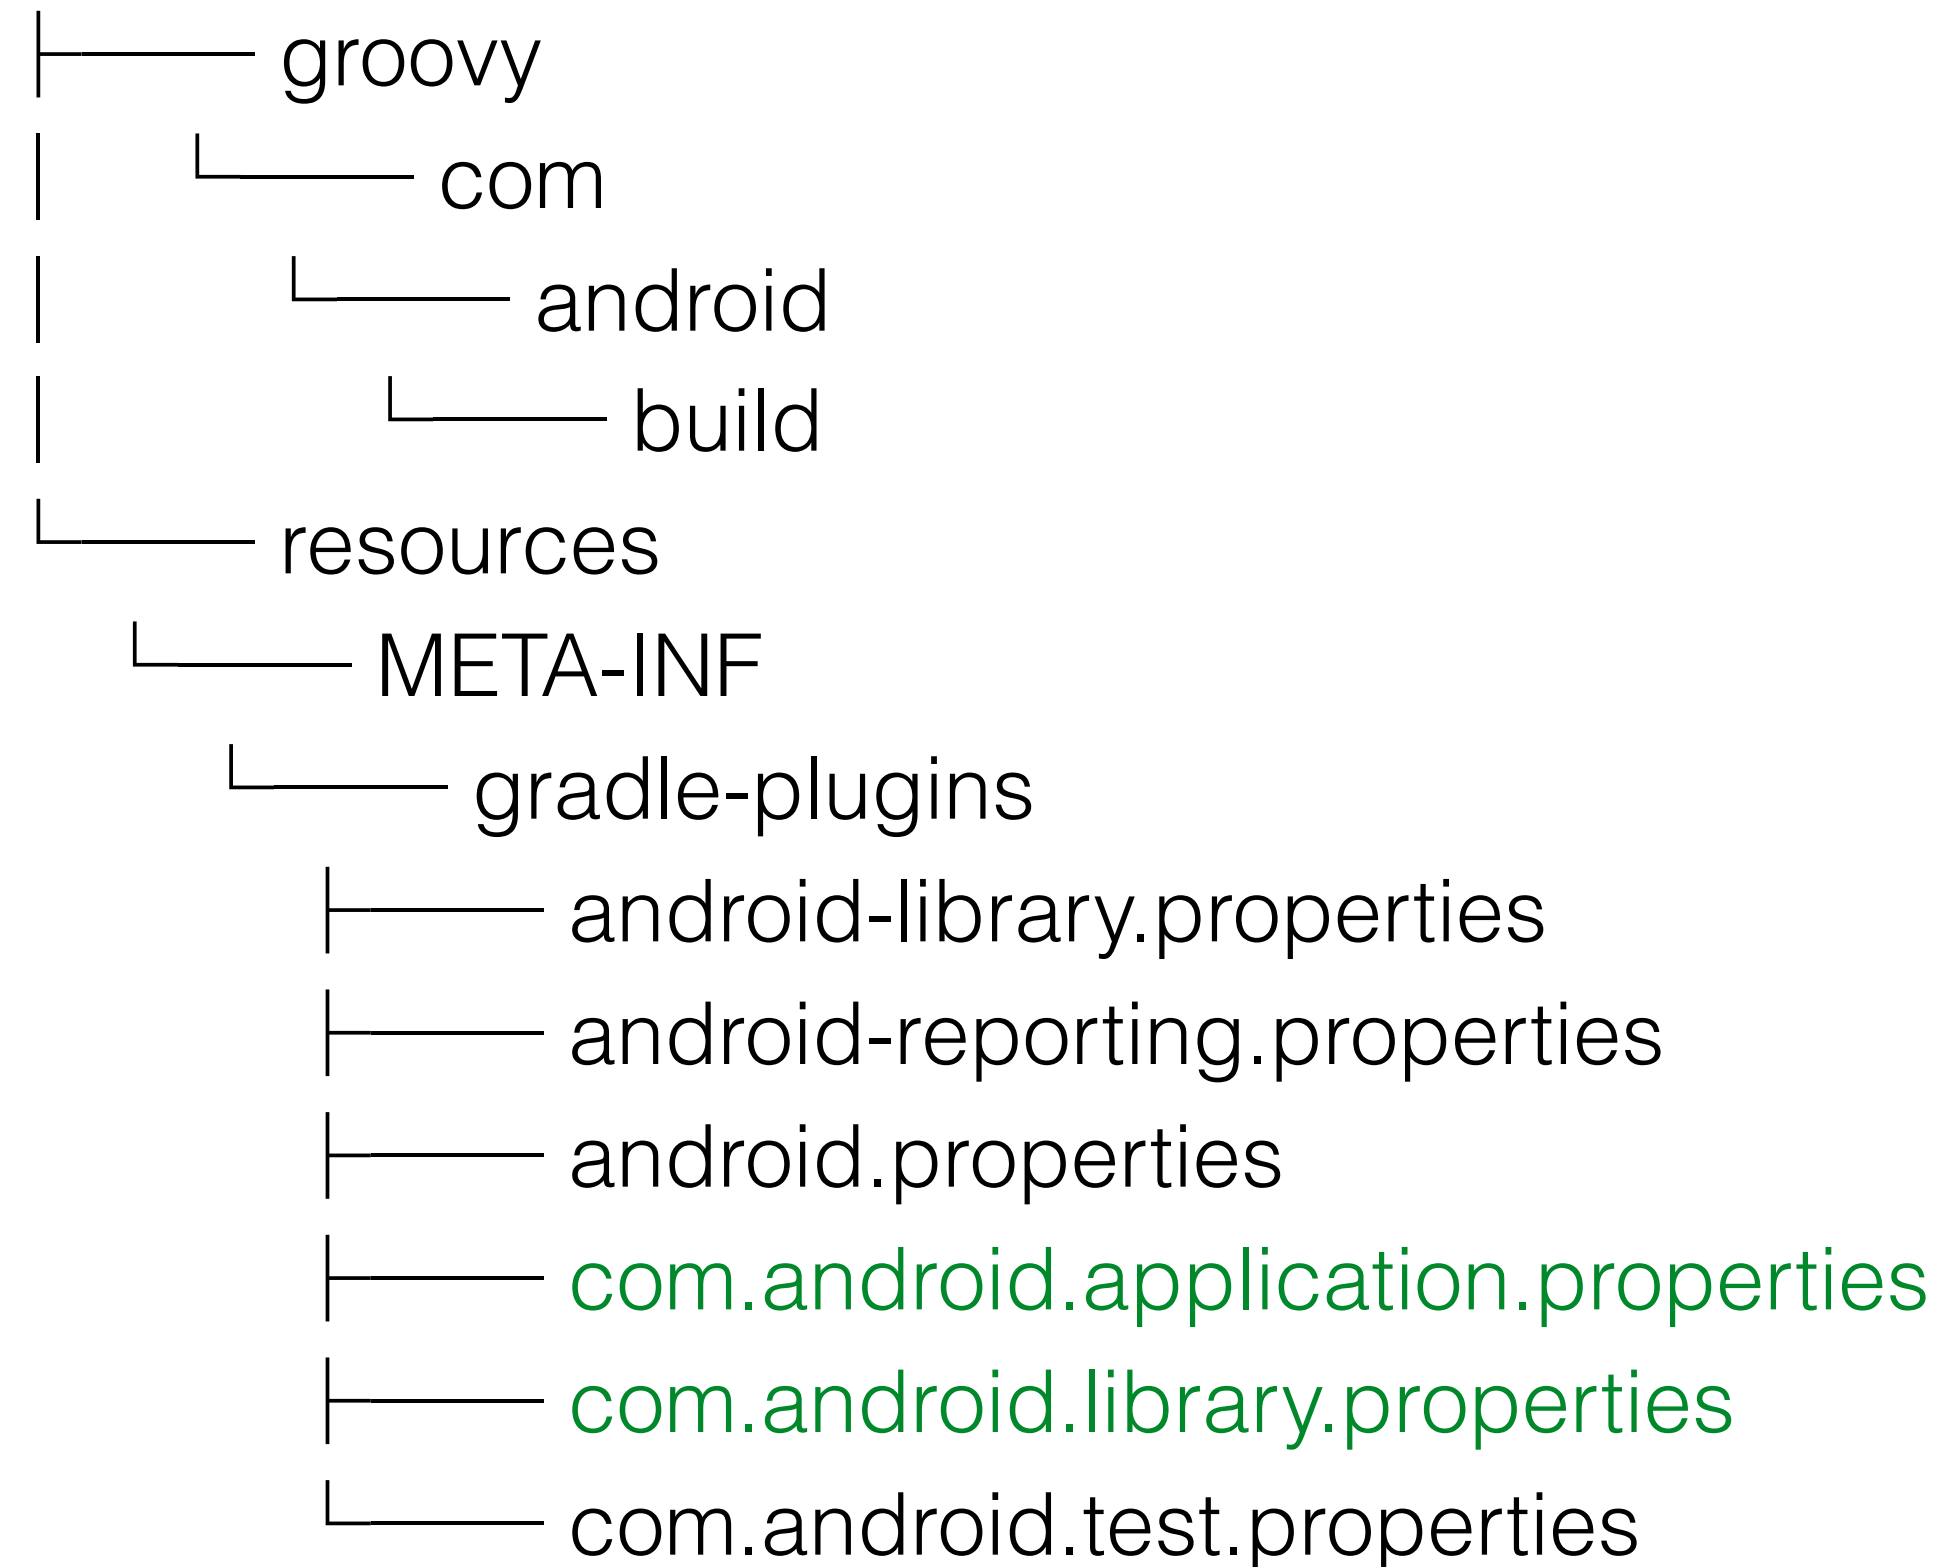 groovy
com
android
build
resources
META-INF
gradle-plugins
android-library.properties
android-reporting.properties
android.properties
com.android.application.properties
com.android.library.properties
com.android.test.properties